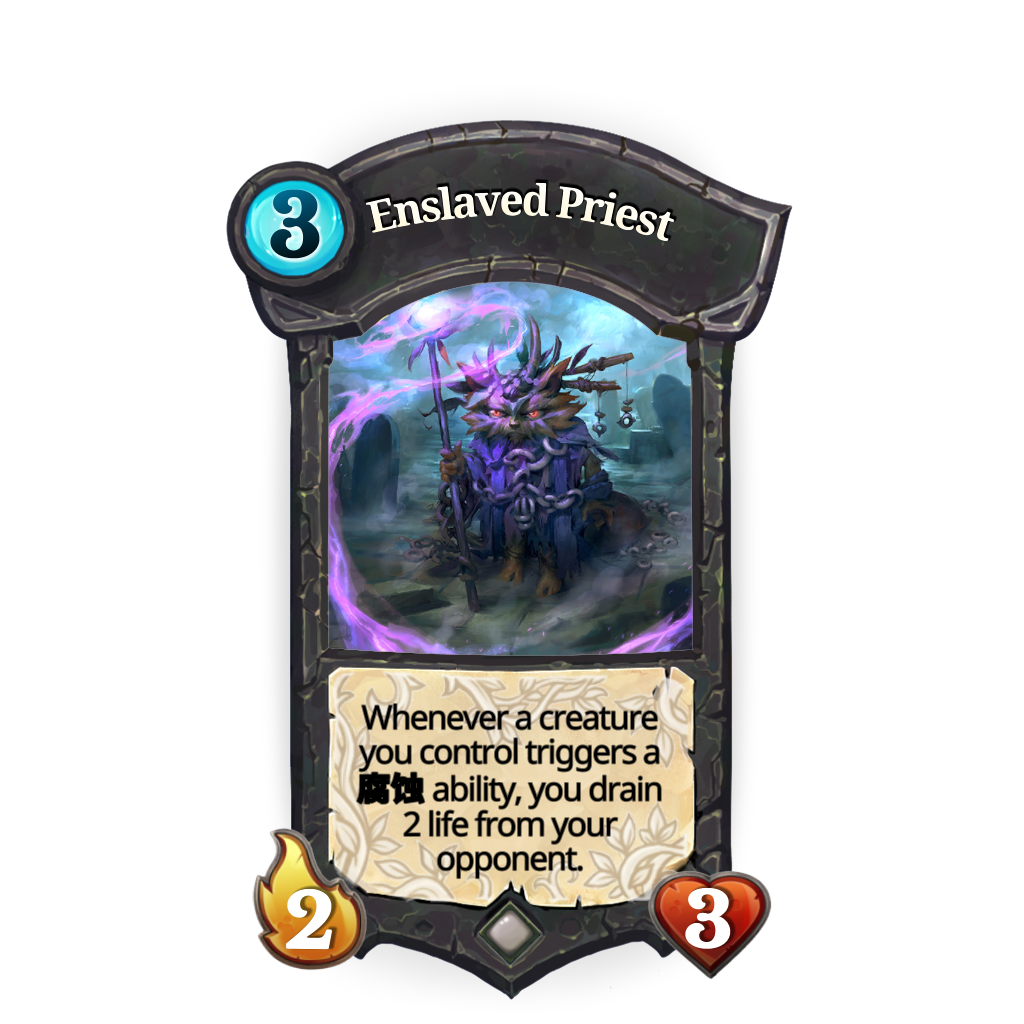 3
Enslaved Priest
Whenever a creature
you control triggers a
腐蚀 ability, you drain
2 life from your
opponent.
2
3